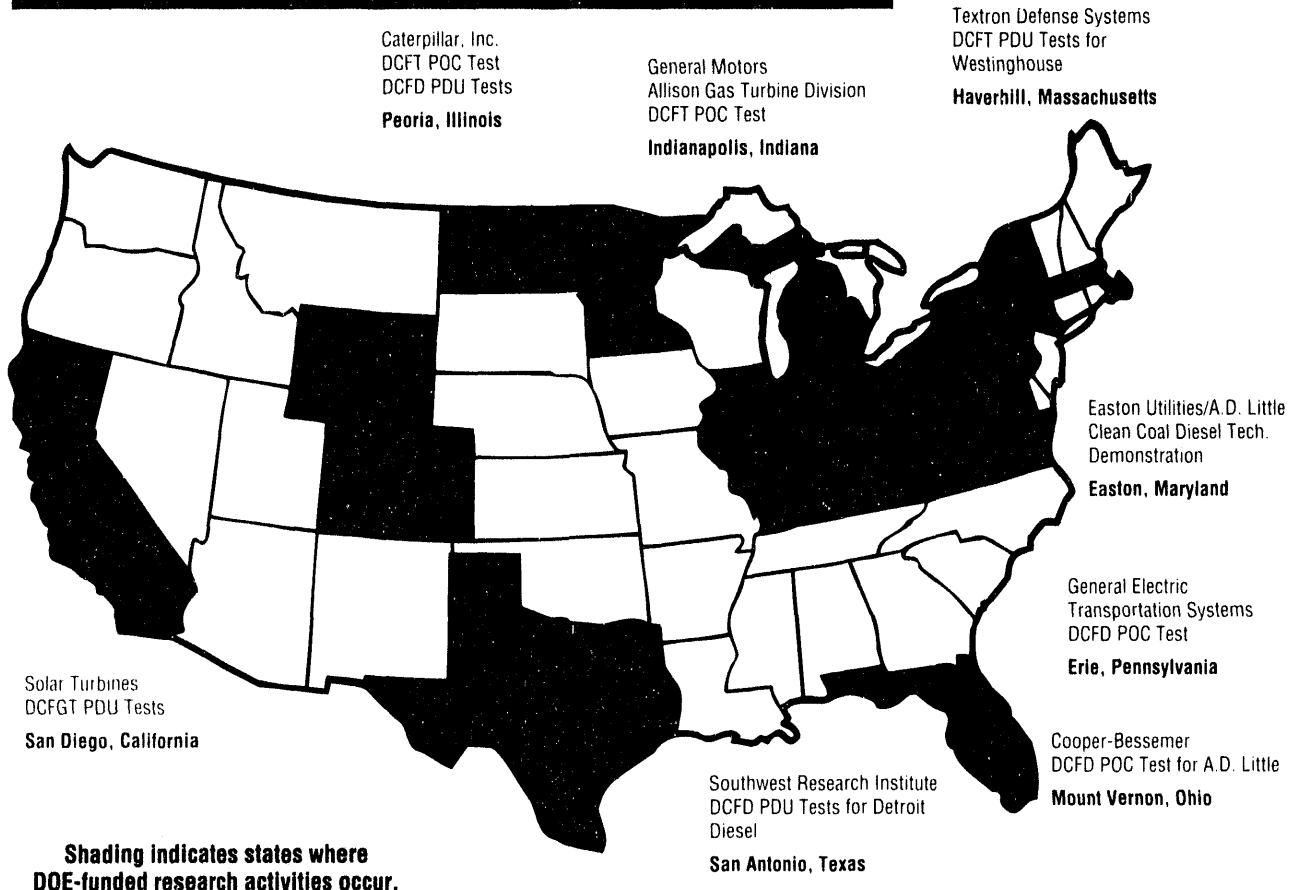 Caterpillar, Inc.
DCFT POC Test
DCFD PDU Tests
Peoria, Illinois
General Motors
Allison Gas Turbine Division
DCFT POC Test
Indianapolis, Indiana
Textron Defense Systems
DCFT PDU Tests for
Westinghouse
Haverhill, Massachusetts
Easton Utilities/A.D. Little
Clean Coal Diesel Tech.
Demonstration
Easton, Maryland
General Electric
Transportation Systems
DCFD POC Test
Erie, Pennsylvania
Solar Turbines
DCFGT PDU Tests
San Diego, California
Cooper-Bessemer
DCFD POC Test for A.D. Little
Mount Vernon, Ohio
Southwest Research Institute
DCFD PDU Tests for Detroit
Diesel
San Antonio, Texas
Shading indicates states where
DOE-funded research activities occur.